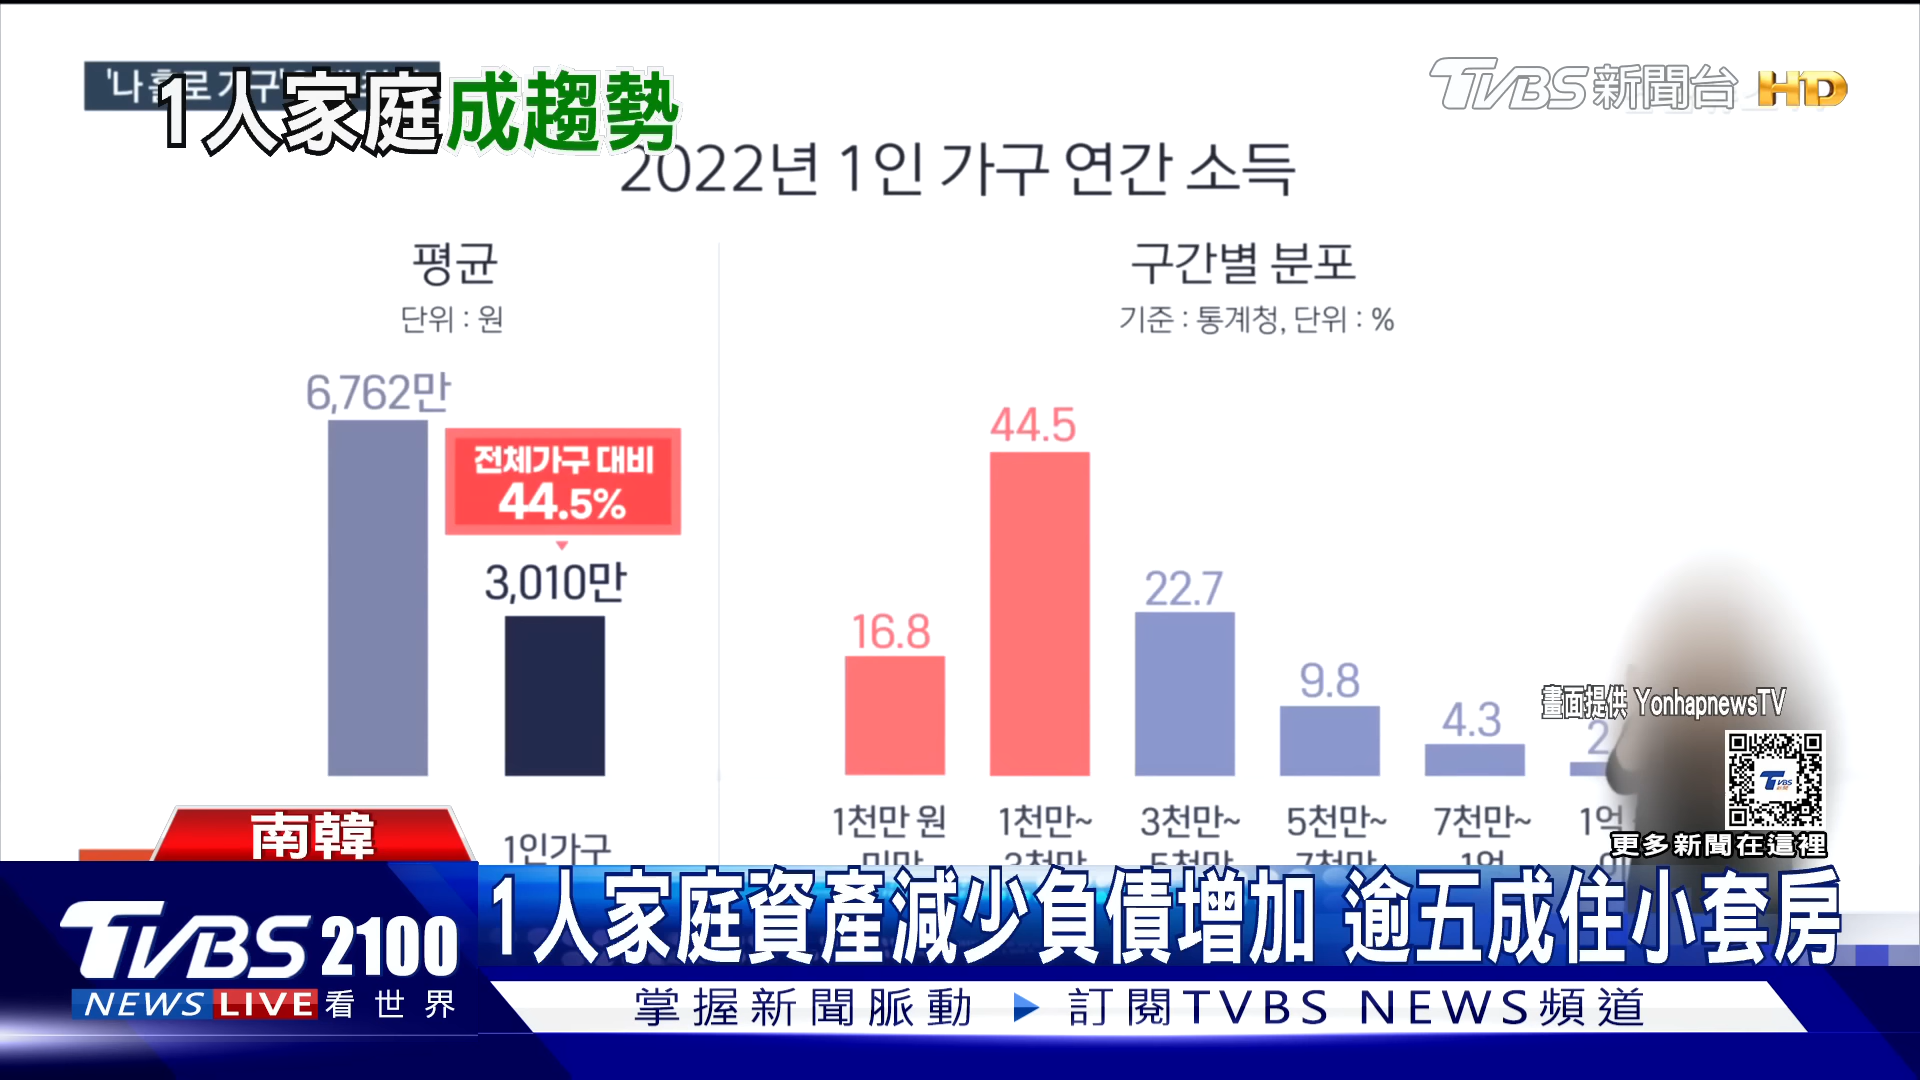 1人家庭成趨勢
TVBS新聞台 HD
2022년 1인 가구 연간 소득
평균
단위 : 원
구간별 분포
기준 : 통계청, 단위 : %
6,762만
전체가구 대비
44.5%
3,010만
1인가구
16.8
44.5
22.7
9.8
4.3
1천만 원
1천만~
3천만~
5천만~
7천만~
1억
畫面提供 YonhapnewsTV
TVBS
更多新聞在這裡
南韓
1人家庭資產減少負債增加 逾五成住小套房
TVBS 2100
NEWS LIVE 看世界
掌握新聞脈動 ▶ 訂閱TVBS NEWS頻道